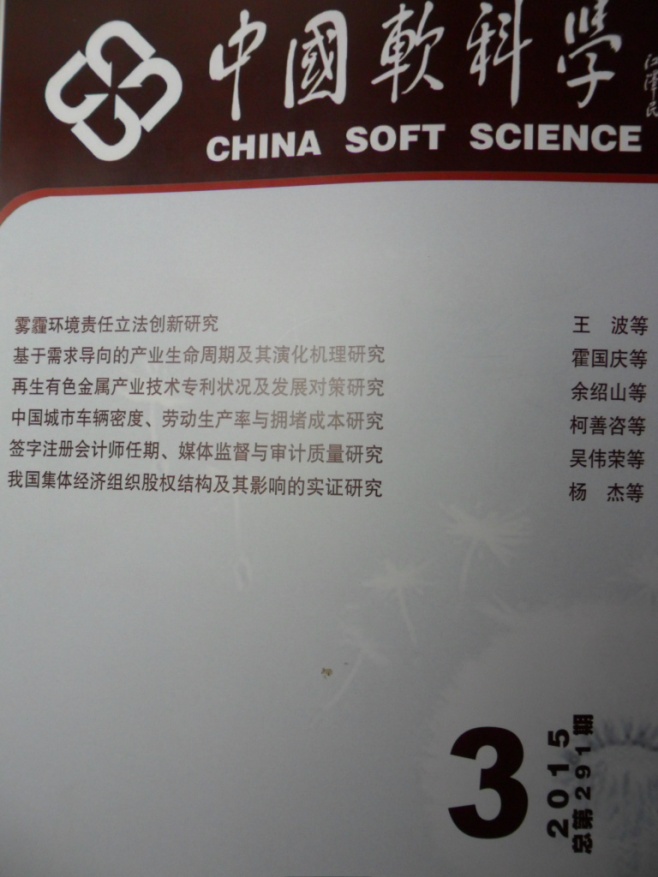 中國軟科學
江泽民
CHINA SOFT SCIENCE
雾霾环境责任立法创新研究 王 波等
基于需求导向的产业生命周期及其演化机理研究 霍国庆等
再生有色金属产业技术专利状况及发展对策研究 余绍山等
中国城市车辆密度、劳动生产率与拥堵成本研究 柯善咨等
签字注册会计师任期、媒体监督与审计质量研究 吴伟荣等
我国集体经济组织股权结构及其影响的实证研究 杨 杰等
3
2015
总第291期